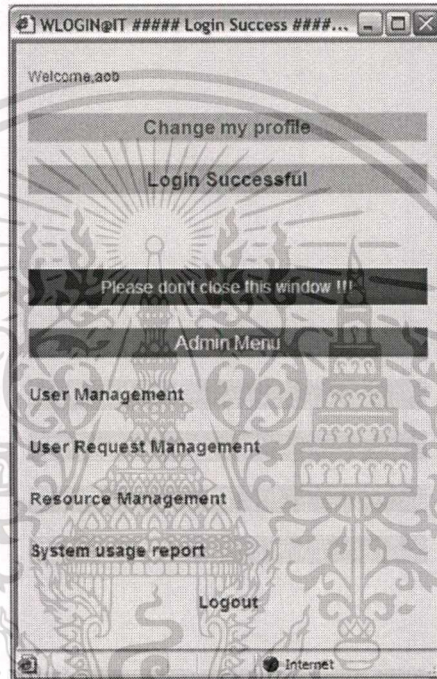 WLOGIN@IT ##### Login Success ####...
Welcome,aob
Change my profile
Login Successful
Please don't close this window !!!
Admin Menu
User Management
User Request Management
Resource Management
System usage report
Logout
Internet